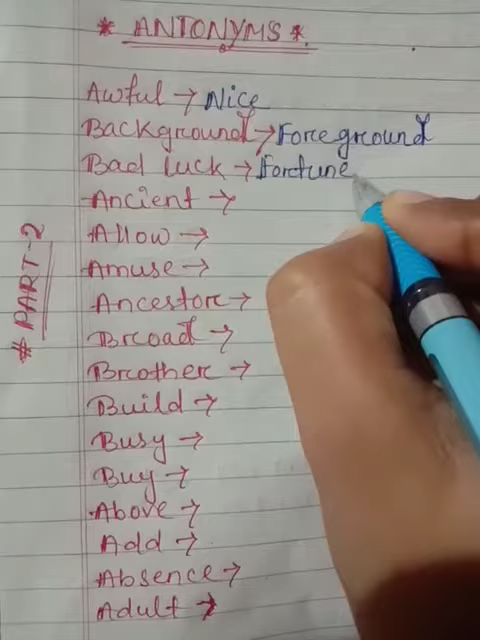 * ANTONYMS *
Awful → Nice
Background → Foreground
Bad luck → Fortune
Ancient →
Allow →
Amuse →
Ancestor →
Broad →
Brother →
Build →
Busy →
Buy →
Above →
Add →
Absence →
Adult →
# PART-2